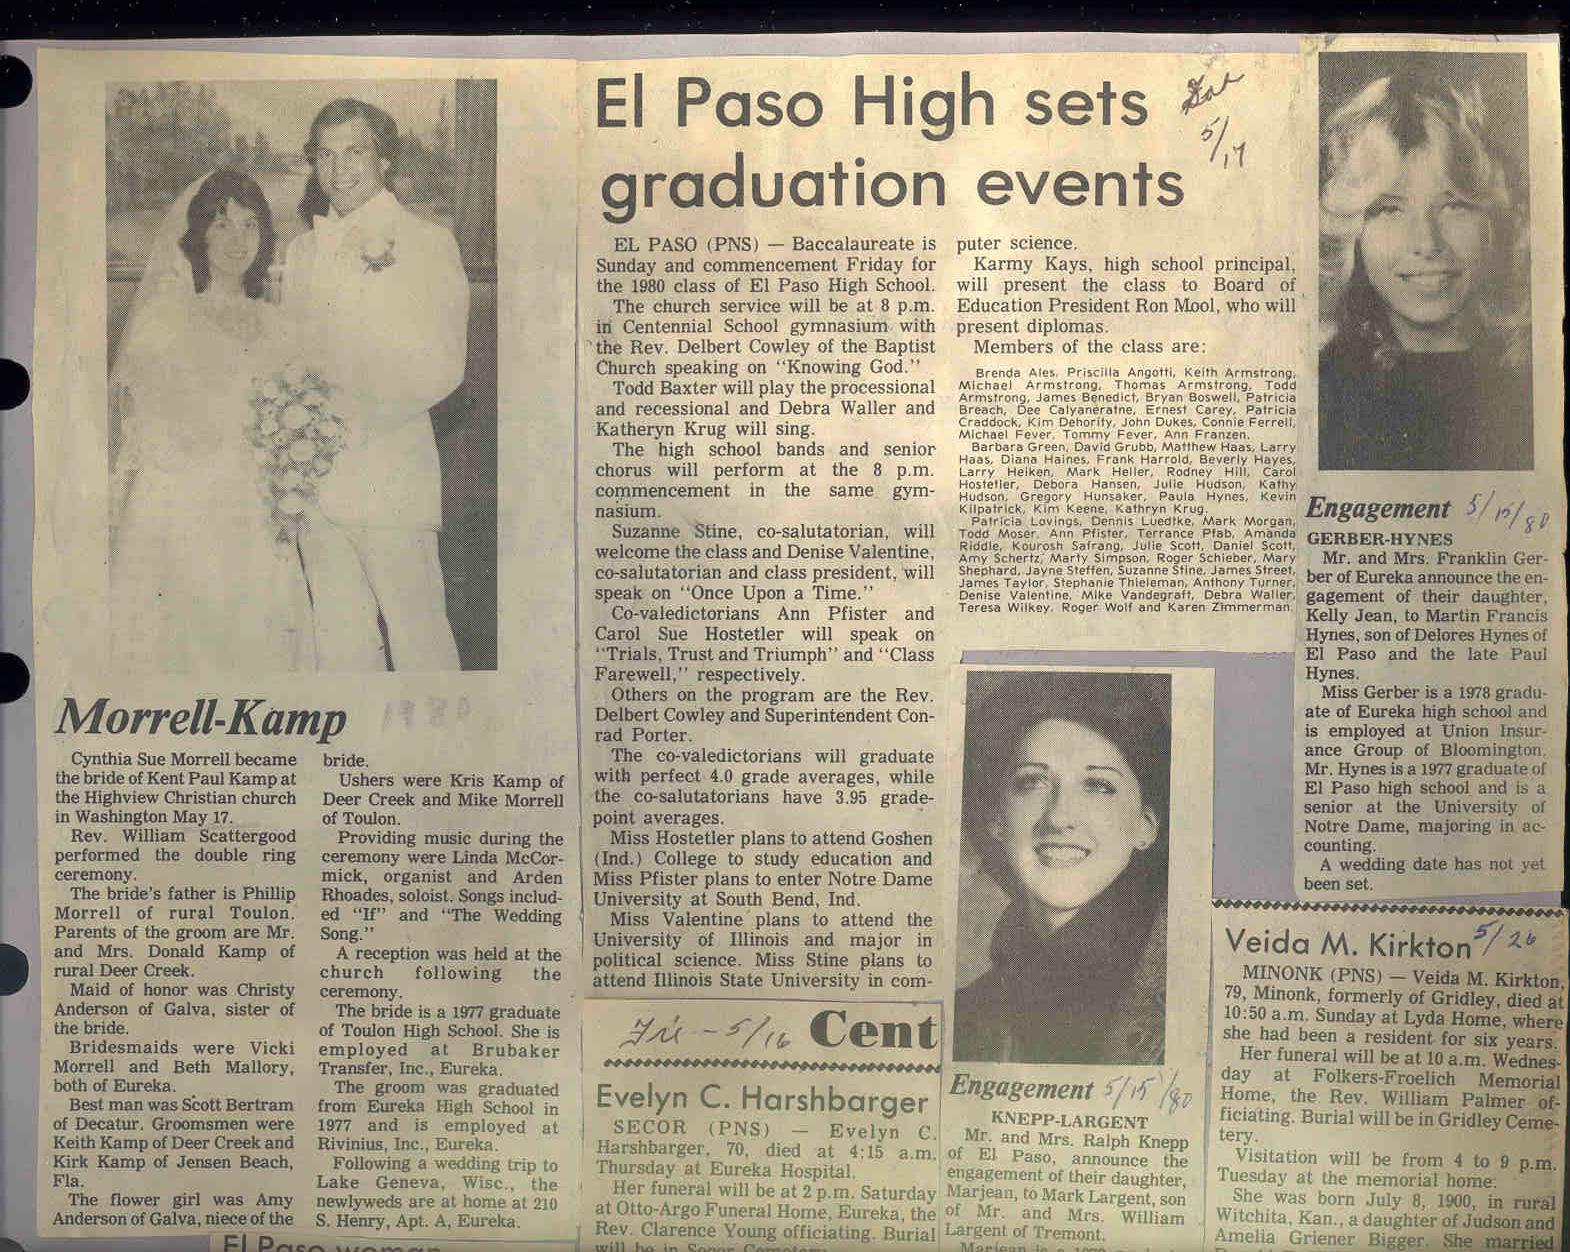 Morrell-Kamp
Cynthia Sue Morrell became
the bride of Kent Paul Kamp at
the Highview Christian church
in Washington May 17.
Rev. William Scattergood
performed the double ring
ceremony.
The bride's father is Phillip
Morrell of rural Toulon.
Parents of the groom are Mr.
and Mrs. Donald Kamp of
rural Deer Creek.
Maid of honor was Christy
Anderson of Galva, sister of
the bride.
Bridesmaids were Vicki
Morrell and Beth Mallory,
both of Eureka.
Best man was Scott Bertram
of Decatur. Groomsmen were
Keith Kamp of Deer Creek and
Kirk Kamp of Jensen Beach,
Fla.
The flower girl was Amy
Anderson of Galva, niece of the
bride.
Ushers were Kris Kamp of
Deer Creek and Mike Morrell
of Toulon.
Providing music during the
ceremony were Linda McCor-
mick, organist and Arden
Rhoades, soloist. Songs includ-
ed "If" and "The Wedding
Song."
A reception was held at the
church following the
ceremony.
The bride is a 1977 graduate
of Toulon High School. She is
employed at Brubaker
Transfer, Inc., Eureka.
The groom was graduated
from Eureka High School in
1977 and is employed at
Rivinius, Inc., Eureka.
Following a wedding trip to
Lake Geneva, Wisc., the
newlyweds are at home at 210
S. Henry, Apt. A, Eureka.
El Paso woman
El Paso High sets
graduation events
5/17
EL PASO (PNS) — Baccalaureate is
Sunday and commencement Friday for
the 1980 class of El Paso High School.
The church service will be at 8 p.m.
in Centennial School gymnasium with
the Rev. Delbert Cowley of the Baptist
Church speaking on "Knowing God."
Todd Baxter will play the processional
and recessional and Debra Waller and
Katheryn Krug will sing.
The high school bands and senior
chorus will perform at the 8 p.m.
commencement in the same gym-
nasium.
Suzanne Stine, co-salutatorian, will
welcome the class and Denise Valentine,
co-salutatorian and class president, will
speak on "Once Upon a Time."
Co-valedictorians Ann Pfister and
Carol Sue Hostetler will speak on
"Trials, Trust and Triumph" and "Class
Farewell," respectively.
Others on the program are the Rev.
Delbert Cowley and Superintendent Con-
rad Porter.
The co-valedictorians will graduate
with perfect 4.0 grade averages, while
the co-salutatorians have 3.95 grade-
point averages.
Miss Hostetler plans to attend Goshen
(Ind.) College to study education and
Miss Pfister plans to enter Notre Dame
University at South Bend, Ind.
Miss Valentine plans to attend the
University of Illinois and major in
political science. Miss Stine plans to
attend Illinois State University in com-
puter science.
Karmy Kays, high school principal,
will present the class to Board of
Education President Ron Mool, who will
present diplomas.
Members of the class are:
Brenda Ales, Priscilla Angotti, Keith Armstrong,
Michael Armstrong, Thomas Armstrong, Todd
Armstrong, James Benedict, Bryan Boswell, Patricia
Breach, Dee Calyaneratne, Ernest Carey, Patricia
Craddock, Kim Dehority, John Dukes, Connie Ferrell,
Michael Fever, Tommy Fever, Ann Franzen.
Barbara Green, David Grubb, Matthew Haas, Larry
Haas, Diana Haines, Frank Harrold, Beverly Hayes,
Larry Heiken, Mark Heller, Rodney Hill, Carol
Hostetler, Debora Hansen, Julie Hudson, Kathy
Hudson, Gregory Hunsaker, Paula Hynes, Kevin
Kilpatrick, Kim Keene, Kathryn Krug.
Patricia Lovings, Dennis Luedtke, Mark Morgan,
Todd Moser, Ann Pfister, Terrance Pfab, Amanda
Riddle, Kourosh Safrang, Julie Scott, Daniel Scott,
Amy Schertz, Marty Simpson, Roger Schieber, Mary
Shephard, Jayne Steffen, Suzanne Stine, James Street,
James Taylor, Stephanie Thieleman, Anthony Turner,
Denise Valentine, Mike Vandegraft, Debra Waller,
Teresa Wilkey, Roger Wolf and Karen Zimmerman.
Fri - 5/16 Cent
Evelyn C. Harshbarger
SECOR (PNS) — Evelyn C.
Harshbarger, 70, died at 4:15 a.m.
Thursday at Eureka Hospital.
Her funeral will be at 2 p.m. Saturday
at Otto-Argo Funeral Home, Eureka, the
Rev. Clarence Young officiating. Burial
will be in Secor Cemetery
Engagement 5/15/80
KNEPP-LARGENT
Mr. and Mrs. Ralph Knepp
of El Paso, announce the
engagement of their daughter,
Marjean, to Mark Largent, son
of Mr. and Mrs. William
Largent of Tremont.
Marjean is a
Engagement 5/15/80
GERBER-HYNES
Mr. and Mrs. Franklin Ger-
ber of Eureka announce the en-
gagement of their daughter,
Kelly Jean, to Martin Francis
Hynes, son of Delores Hynes of
El Paso and the late Paul
Hynes.
Miss Gerber is a 1978 gradu-
ate of Eureka high school and
is employed at Union Insur-
ance Group of Bloomington.
Mr. Hynes is a 1977 graduate of
El Paso high school and is a
senior at the University of
Notre Dame, majoring in ac-
counting.
A wedding date has not yet
been set.
Veida M. Kirkton 5/26
MINONK (PNS) — Veida M. Kirkton,
79, Minonk, formerly of Gridley, died at
10:50 a.m. Sunday at Lyda Home, where
she had been a resident for six years.
Her funeral will be at 10 a.m. Wednes-
day at Folkers-Froelich Memorial
Home, the Rev. William Palmer of-
ficiating. Burial will be in Gridley Ceme-
tery.
Visitation will be from 4 to 9 p.m.
Tuesday at the memorial home.
She was born July 8, 1900, in rural
Witchita, Kan., a daughter of Judson and
Amelia Griener Bigger. She married